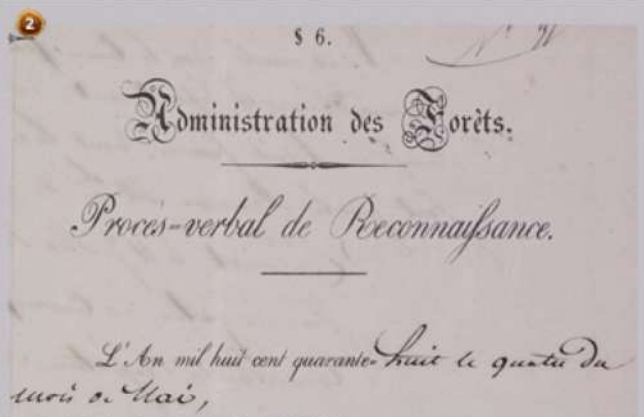 2
§ 6.
N° 91
Administration des Forêts.
Procès-verbal de Reconnaiſsance.
L'An mil huit cent quarante-huit le quatre du
mois de Mai,